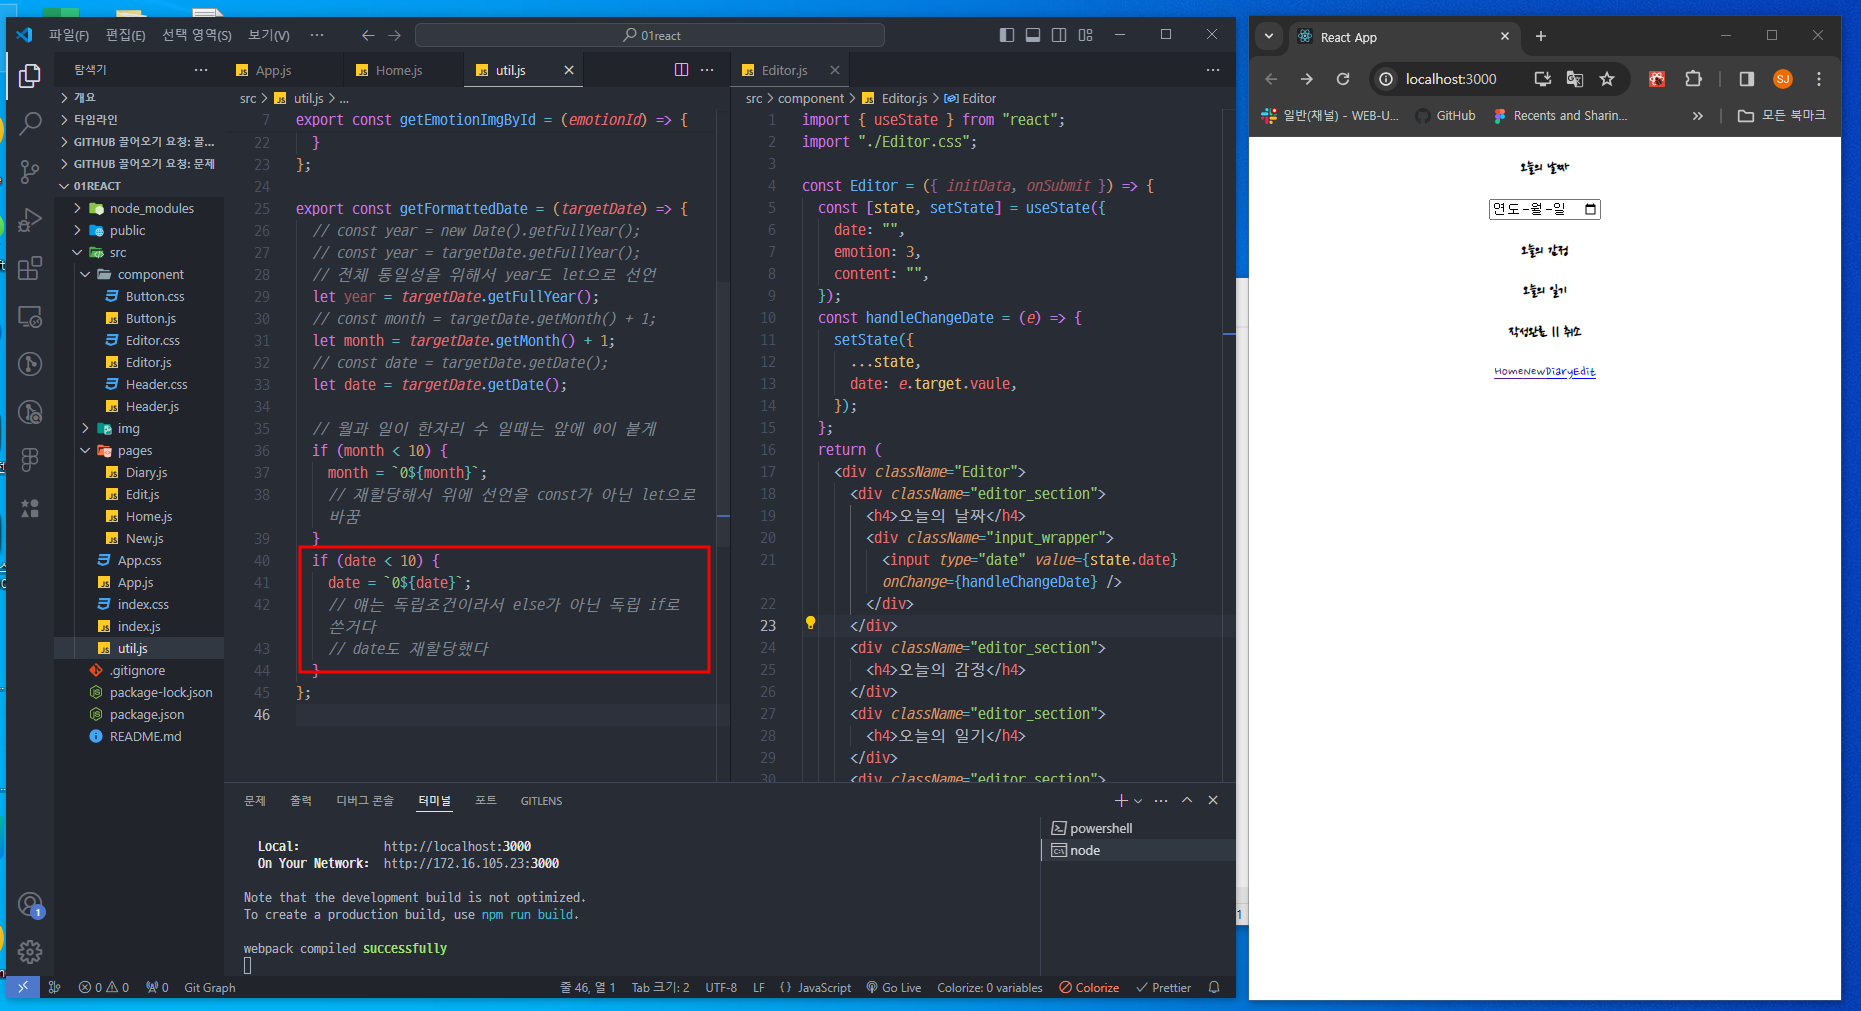 파일(F) 편집(E) 선택 영역(S) 보기(V) ··· 01react
탐색기 ···
개요
타임라인
GITHUB 끌어오기 요청: 끌...
GITHUB 끌어오기 요청: 문제
01REACT
node_modules
public
src
component
Button.css
Button.js
Editor.css
Editor.js
Header.css
Header.js
img
pages
Diary.js
Edit.js
Home.js
New.js
App.css
App.js
index.css
index.js
util.js
.gitignore
package-lock.json
package.json
README.md
App.js Home.js util.js
src > util.js > ...
7 export const getEmotionImgById = (emotionId) => {
22 }
23 };
24
25 export const getFormattedDate = (targetDate) => {
26 // const year = new Date().getFullYear();
27 // const year = targetDate.getFullYear();
28 // 전체 통일성을 위해서 year도 let으로 선언
29 let year = targetDate.getFullYear();
30 // const month = targetDate.getMonth() + 1;
31 let month = targetDate.getMonth() + 1;
32 // const date = targetDate.getDate();
33 let date = targetDate.getDate();
34
35 // 월과 일이 한자리 수 일때는 앞에 0이 붙게
36 if (month < 10) {
37 month = `0${month}`;
38 // 재할당해서 위에 선언을 const가 아닌 let으로
바꿈
39 }
40 if (date < 10) {
41 date = `0${date}`;
42 // 얘는 독립조건이라서 else가 아닌 독립 if로
쓴거다
43 // date도 재할당했다
44 }
45 };
46
Editor.js
src > component > Editor.js > Editor
1 import { useState } from "react";
2 import "./Editor.css";
3
4 const Editor = ({ initData, onSubmit }) => {
5 const [state, setState] = useState({
6 date: "",
7 emotion: 3,
8 content: "",
9 });
10 const handleChangeDate = (e) => {
11 setState({
12 ...state,
13 date: e.target.vaule,
14 });
15 };
16 return (
17 <div className="Editor">
18 <div className="editor_section">
19 <h4>오늘의 날짜</h4>
20 <div className="input_wrapper">
21 <input type="date" value={state.date}
onChange={handleChangeDate} />
22 </div>
23 </div>
24 <div className="editor_section">
25 <h4>오늘의 감정</h4>
26 </div>
27 <div className="editor_section">
28 <h4>오늘의 일기</h4>
29 </div>
30 <div className="editor_section">
문제 출력 디버그 콘솔 터미널 포트 GITLENS
Local: http://localhost:3000
On Your Network: http://172.16.105.23:3000
Note that the development build is not optimized.
To create a production build, use npm run build.
webpack compiled successfully
powershell
node
1
0 0 0 Git Graph 줄 46, 열 1 Tab 크기: 2 UTF-8 LF {} JavaScript Go Live Colorize: 0 variables Colorize Prettier
React App
localhost:3000 SJ
일반(채널) - WEB-U... GitHub Recents and Sharin... » 모든 북마크
오늘의 날짜
연도-월-일
오늘의 감정
오늘의 일기
작성완료 || 취소
HomeNewDiaryEdit